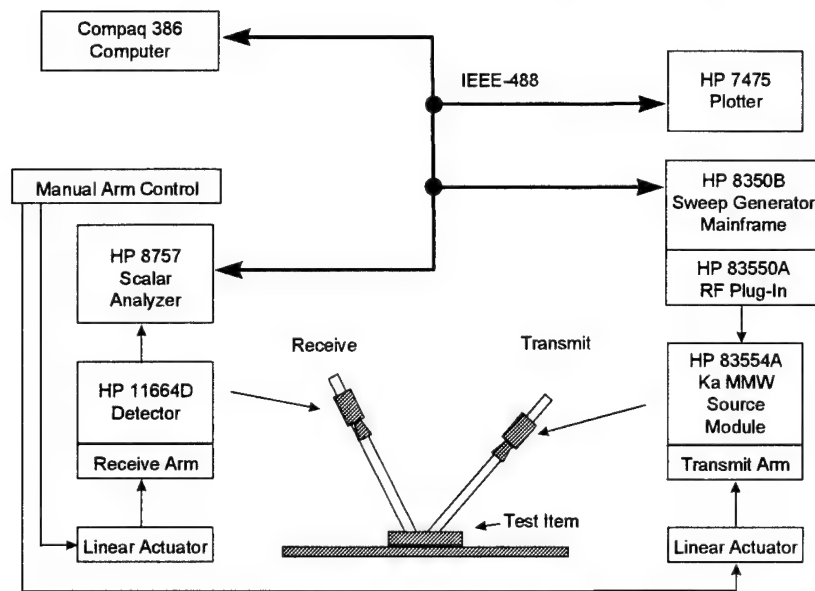 Compaq 386
Computer
IEEE-488
HP 7475
Plotter
Manual Arm Control
HP 8350B
Sweep Generator
Mainframe
HP 8757
Scalar
Analyzer
HP 83550A
RF Plug-In
Receive
Transmit
HP 11664D
Detector
HP 83554A
Ka MMW
Source
Module
Receive Arm
Transmit Arm
Test Item
Linear Actuator
Linear Actuator